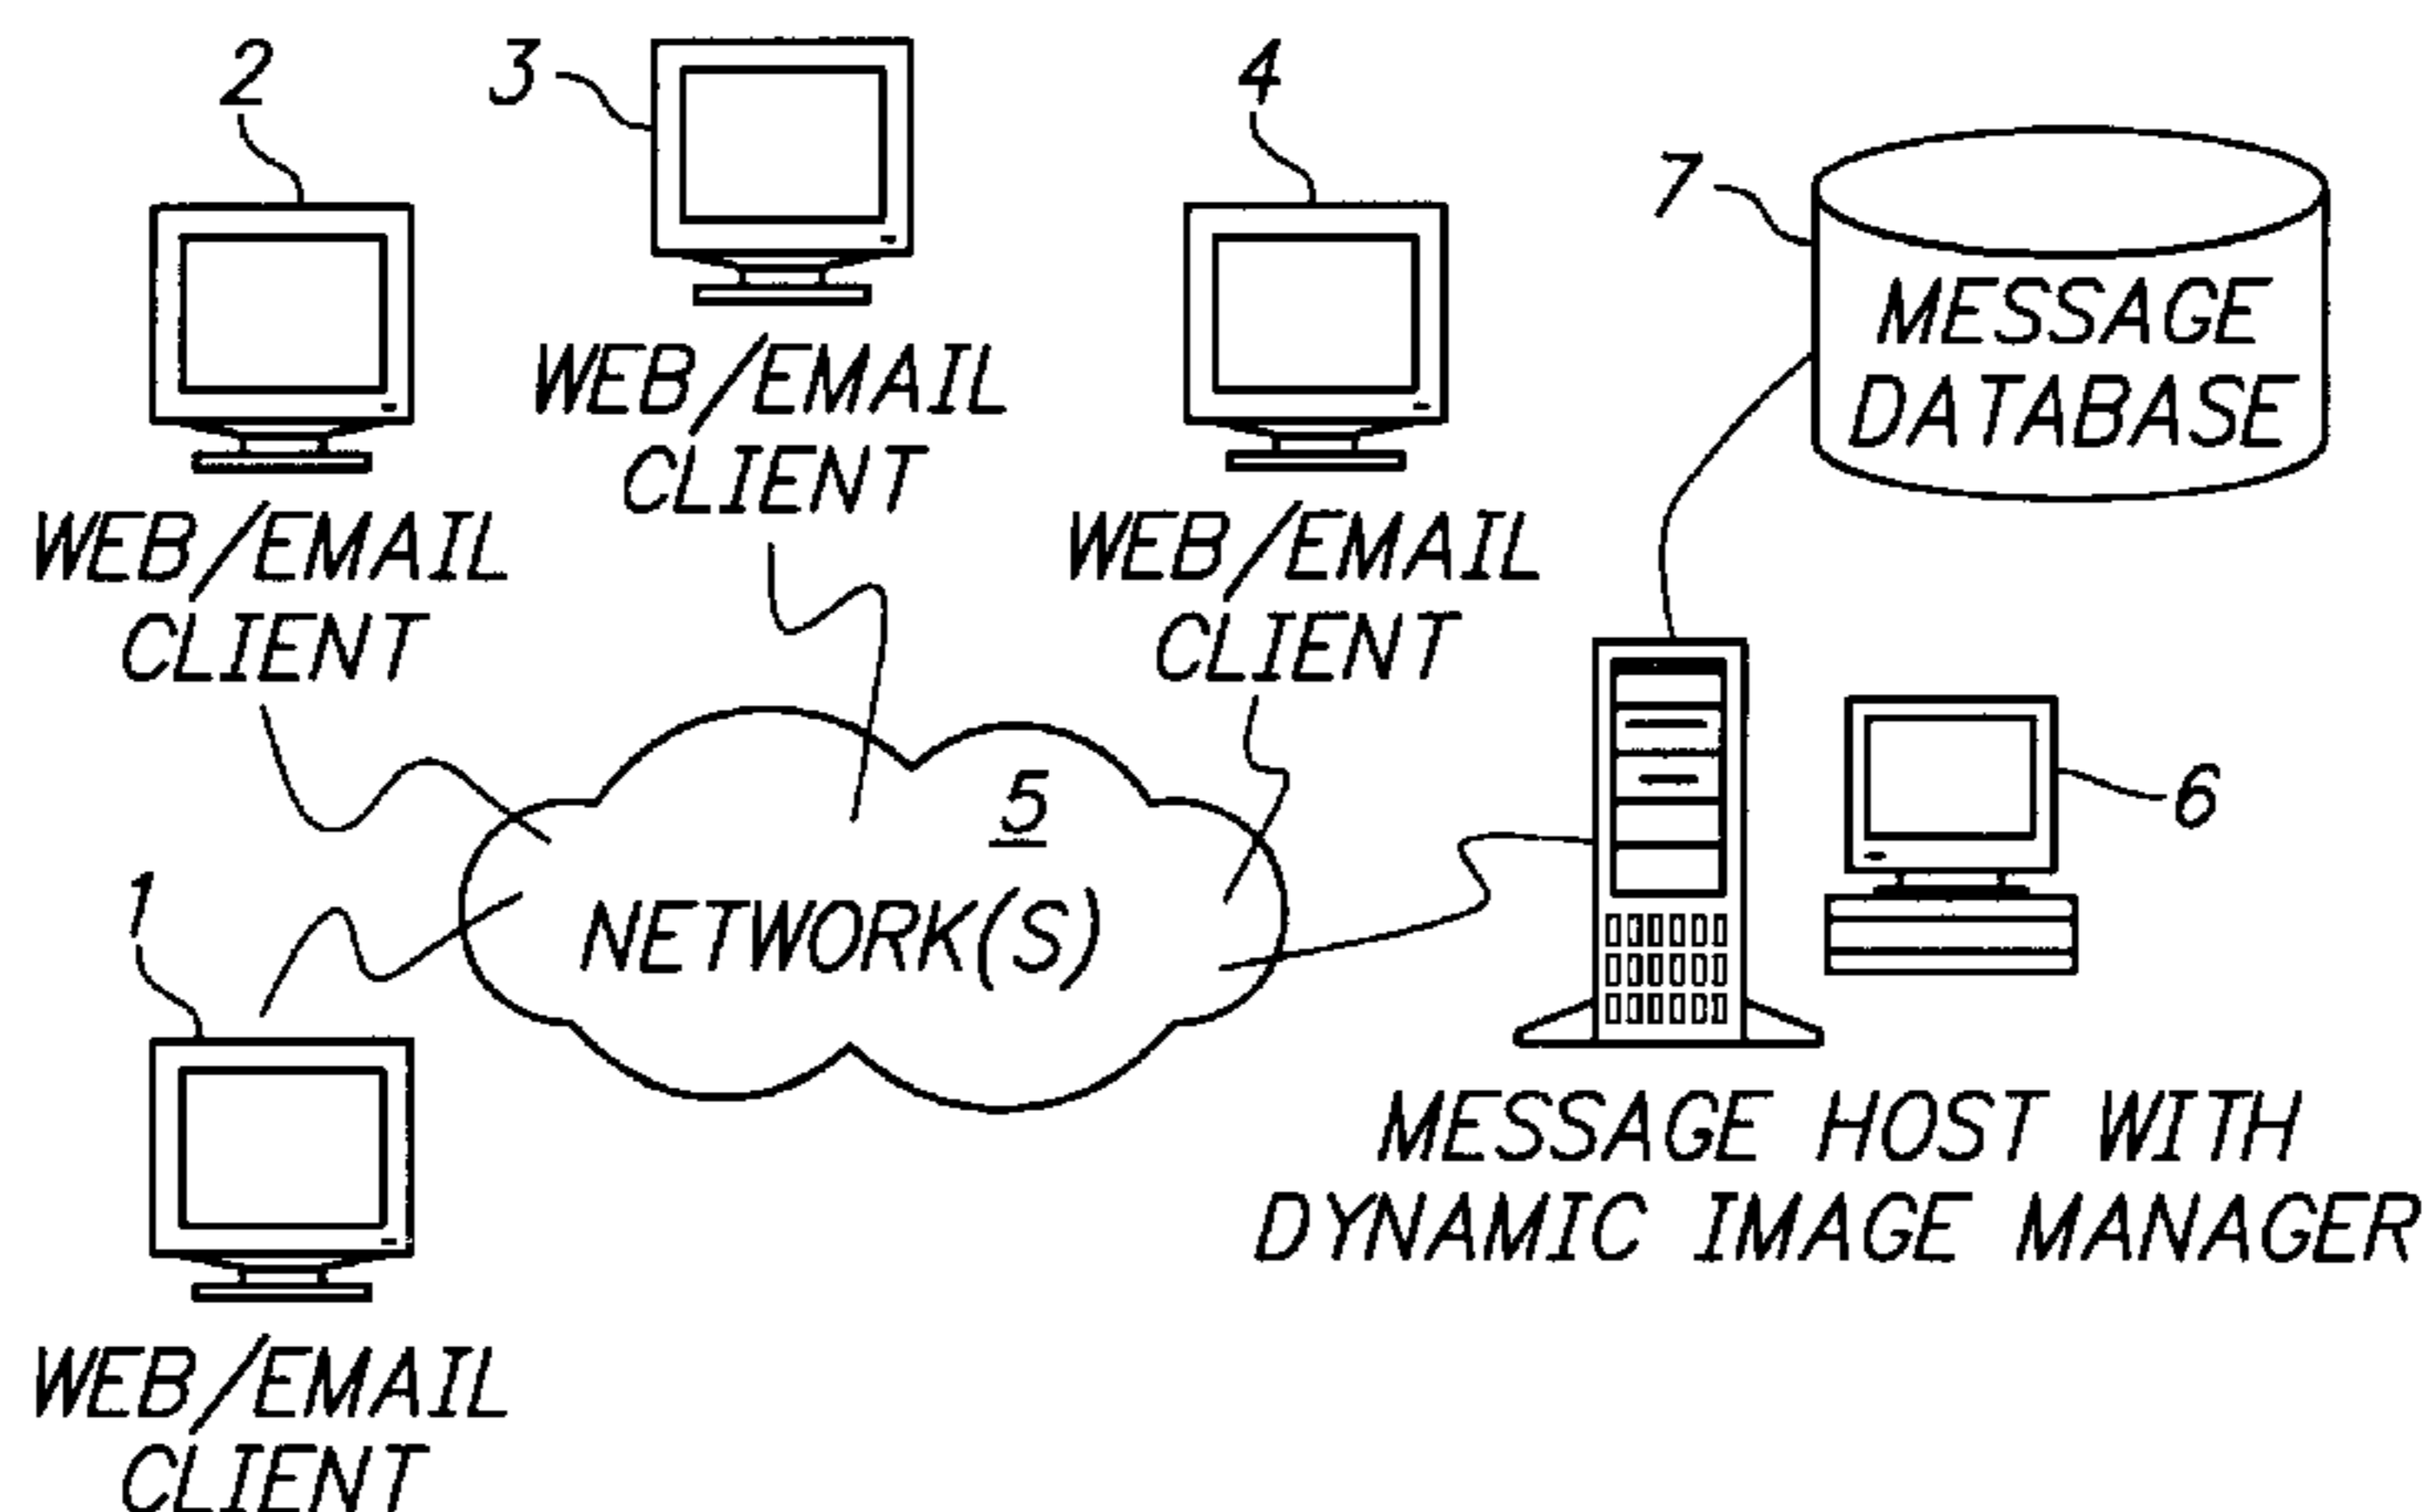 2
3
4
7
MESSAGE
DATABASE
WEB/EMAIL
CLIENT
WEB/EMAIL
CLIENT
WEB/EMAIL
CLIENT
5
NETWORK(S)
6
1
MESSAGE HOST WITH
DYNAMIC IMAGE MANAGER
WEB/EMAIL
CLIENT